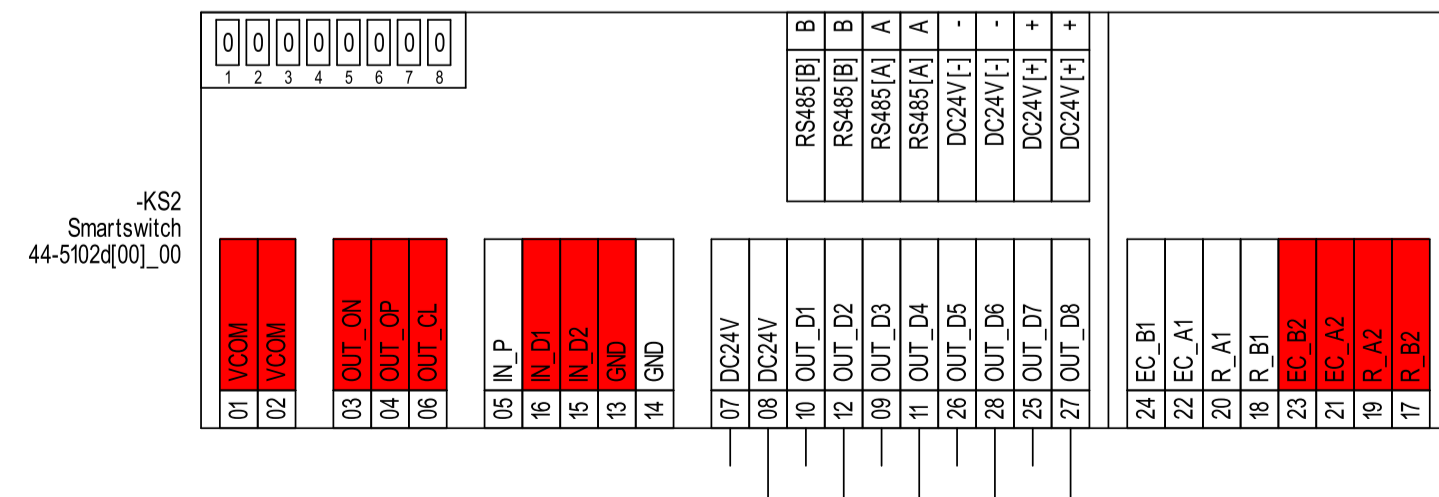 0 0 0 0 0 0 0 0
1 2 3 4 5 6 7 8
B B A A - - + +
RS485[B] RS485[B] RS485[A] RS485[A] DC24V[-] DC24V[-] DC24V[+] DC24V[+]
-KS2
Smartswitch
44-5102d[00]_00
VCOM VCOM OUT_ON OUT_OP OUT_CL IN_P IN_D1 IN_D2 GND GND DC24V DC24V OUT_D1 OUT_D2 OUT_D3 OUT_D4 OUT_D5 OUT_D6 OUT_D7 OUT_D8 EC_B1 EC_A1 R_A1 R_B1 EC_B2 EC_A2 R_A2 R_B2
01 02 03 04 06 05 16 15 13 14 07 08 10 12 09 11 26 28 25 27 24 22 20 18 23 21 19 17